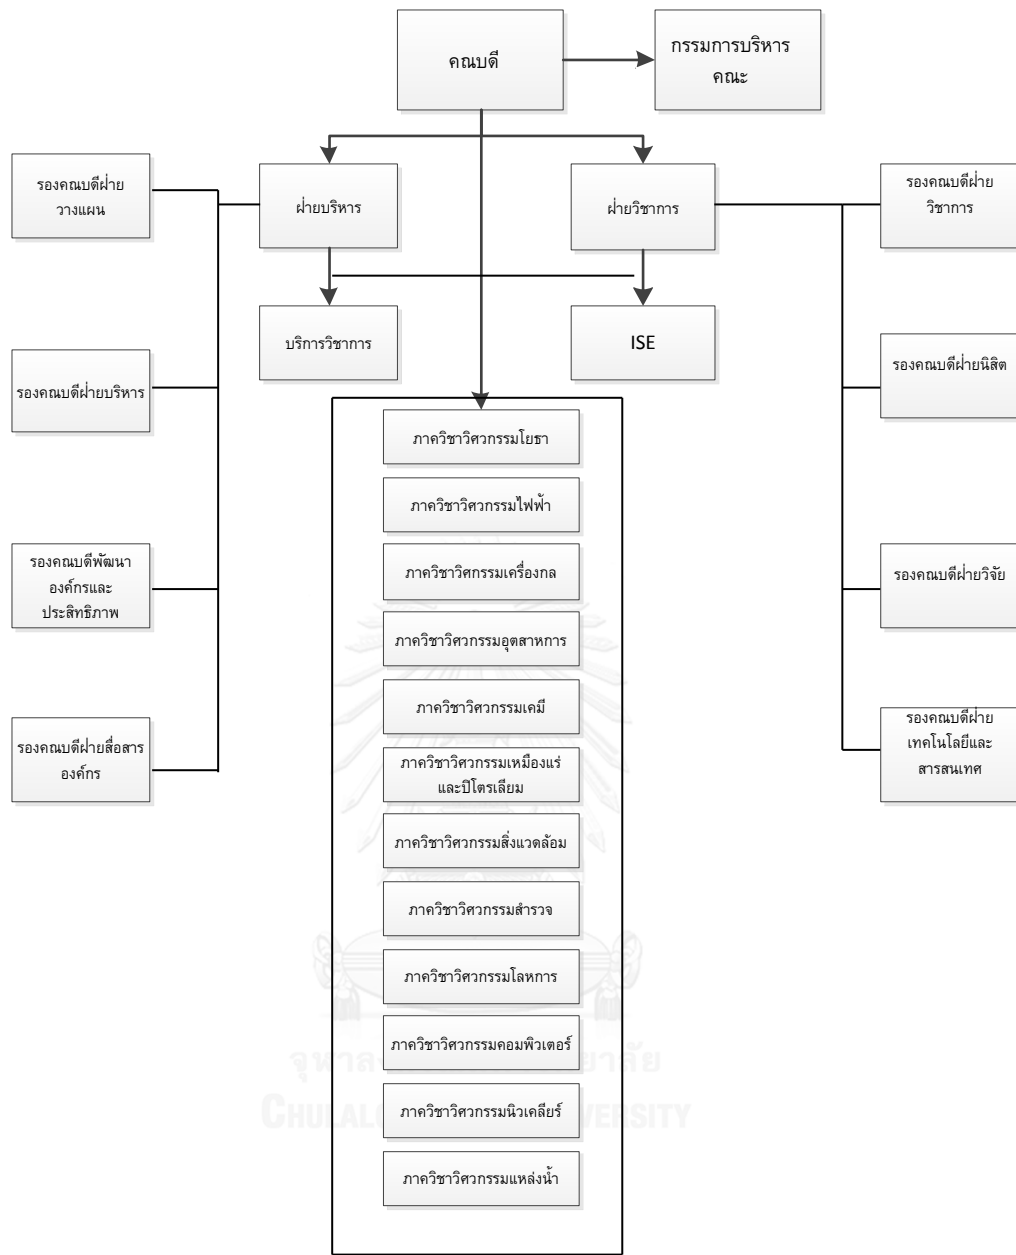 คณบดี
กรรมการบริหาร
คณะ
รองคณบดีฝ่าย
วางแผน
ฝ่ายบริหาร
ฝ่ายวิชาการ
รองคณบดีฝ่าย
วิชาการ
บริการวิชาการ
ISE
รองคณบดีฝ่ายบริหาร
รองคณบดีฝ่ายนิสิต
ภาควิชาวิศวกรรมโยธา
ภาควิชาวิศวกรรมไฟฟ้า
รองคณบดีพัฒนา
องค์กรและ
ประสิทธิภาพ
ภาควิชาวิศกรรมเครื่องกล
รองคณบดีฝ่ายวิจัย
ภาควิชาวิศวกรรมอุตสาหการ
ภาควิชาวิศวกรรมเคมี
รองคณบดีฝ่ายสื่อสาร
องค์กร
ภาควิชาวิศวกรรมเหมืองแร่
และปิโตรเลียม
รองคณบดีฝ่าย
เทคโนโลยีและ
สารสนเทศ
ภาควิชาวิศวกรรมสิ่งแวดล้อม
ภาควิชาวิศวกรรมสำรวจ
ภาควิชาวิศวกรรมโลหการ
ภาควิชาวิศวกรรมคอมพิวเตอร์
ภาควิชาวิศวกรรมนิวเคลียร์
ภาควิชาวิศวกรรมแหล่งน้ำ